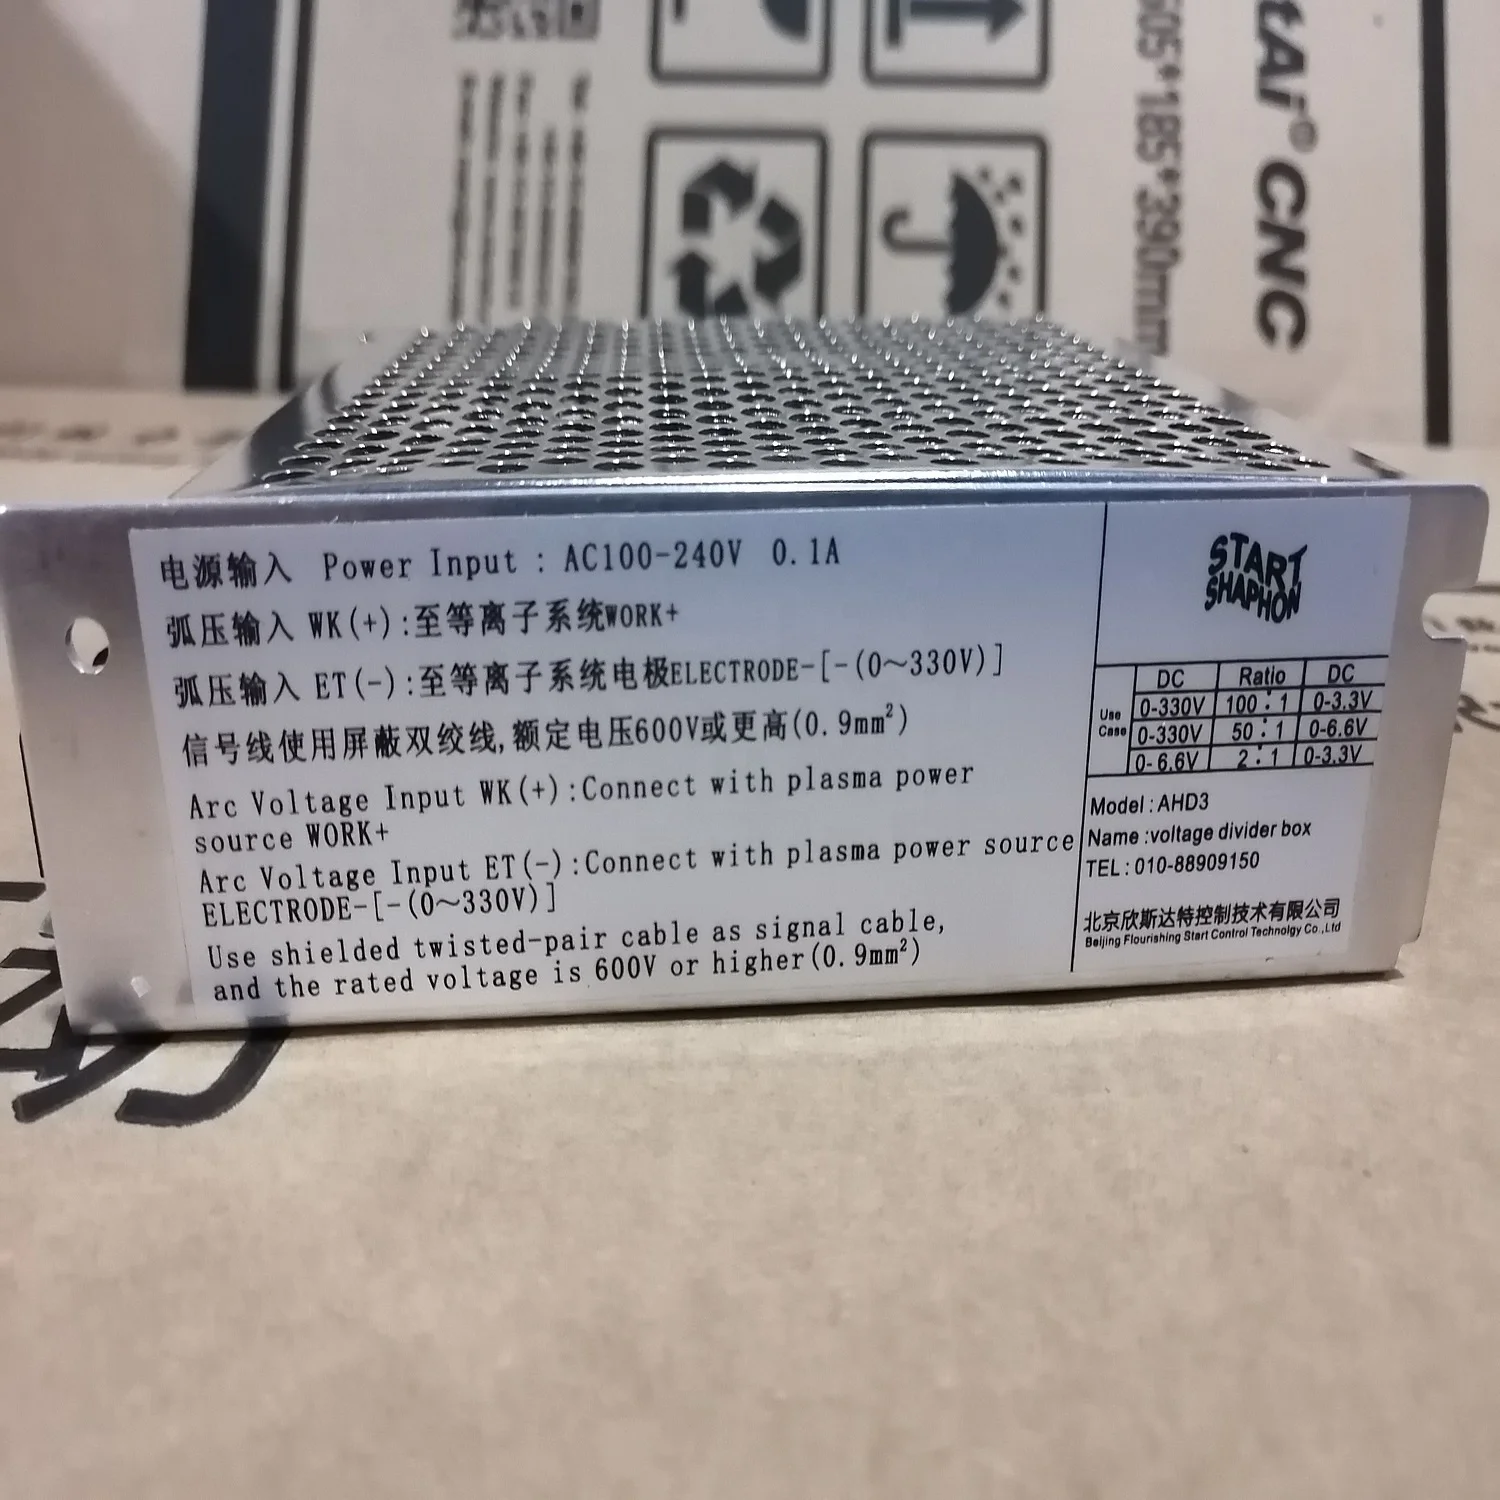 tAi® CNC
505*185*390mm
电源输入 Power Input : AC100-240V 0.1A
弧压输入 WK(+):至等离子系统WORK+
弧压输入 ET(-):至等离子系统电极ELECTRODE-[-(0~330V)]
信号线使用屏蔽双绞线,额定电压600V或更高(0.9mm²)
Arc Voltage Input WK(+):Connect with plasma power
source WORK+
Arc Voltage Input ET(-):Connect with plasma power source
ELECTRODE-[-(0~330V)]
Use shielded twisted-pair cable as signal cable,
and the rated voltage is 600V or higher(0.9mm²)
START
SHAPHON
DC Ratio DC
Use Case
0-330V 100:1 0-3.3V
0-330V 50:1 0-6.6V
0-6.6V 2:1 0-3.3V
Model:AHD3
Name:voltage divider box
TEL:010-88909150
北京欣斯达特控制技术有限公司
Beijing Flourishing Start Control Technolgy Co.,Ltd